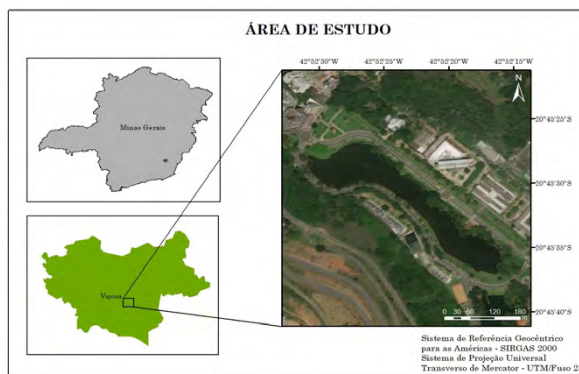 ÁREA DE ESTUDO
42°52'30"W 42°52'25"W 42°52'20"W 42°52'15"W
N
Minas Gerais
20°45'25"S
20°45'30"S
20°45'35"S
20°45'40"S
Viçosa
0 30 60 120 180
Sistema de Referência Geocêntrico
para as Américas - SIRGAS 2000
Sistema de Projeção Universal
Transverso de Mercator - UTM/Fuso